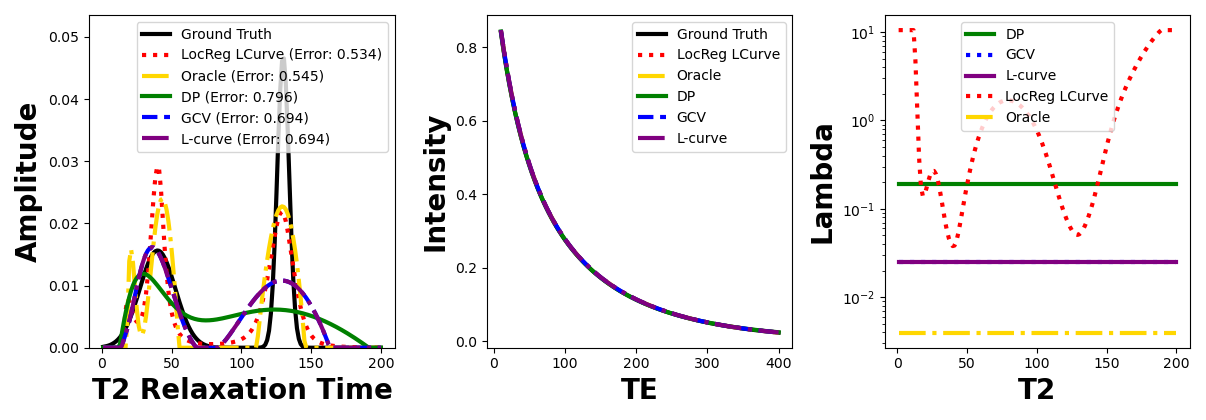 Amplitude
0.05
0.04
0.03
0.02
0.01
0.00
Ground Truth
LocReg LCurve (Error: 0.534)
Oracle (Error: 0.545)
DP (Error: 0.796)
GCV (Error: 0.694)
L-curve (Error: 0.694)
0 50 100 150 200
T2 Relaxation Time
Intensity
0.8
0.6
0.4
0.2
0.0
Ground Truth
LocReg LCurve
Oracle
DP
GCV
L-curve
0 100 200 300 400
TE
Lambda
10¹
10⁰
10⁻¹
10⁻²
DP
GCV
L-curve
LocReg LCurve
Oracle
0 50 100 150 200
T2